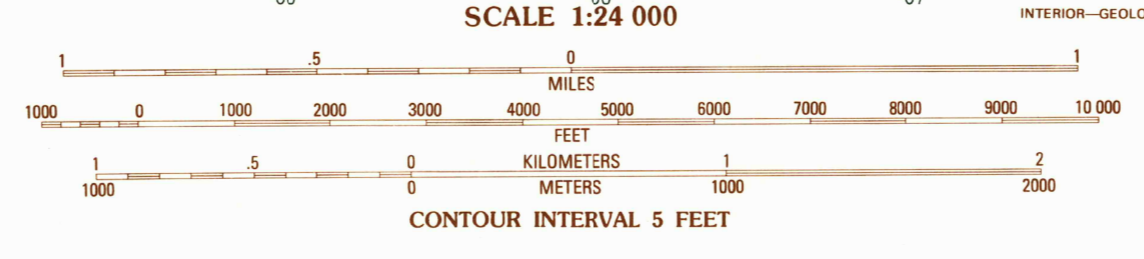 SCALE 1:24 000
INTERIOR—GEOLO
1 .5 0 1
MILES
1000 0 1000 2000 3000 4000 5000 6000 7000 8000 9000 10 000
FEET
1 .5 0 KILOMETERS 1 2
1000 0 METERS 1000 2000
CONTOUR INTERVAL 5 FEET